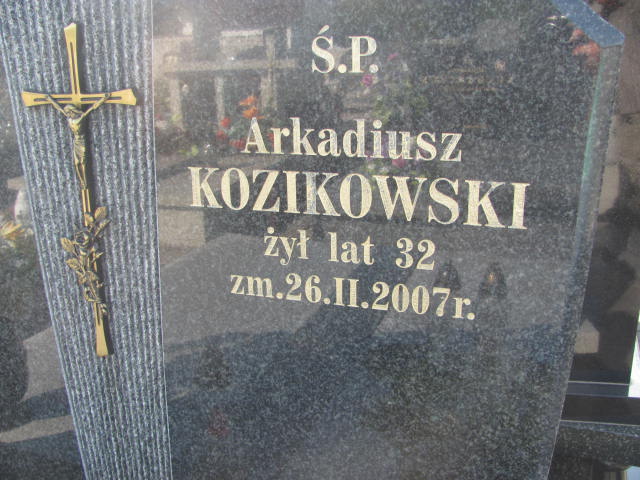 Ś.P.
Arkadiusz
KOZIKOWSKI
żył lat 32
zm.26.II.2007r.